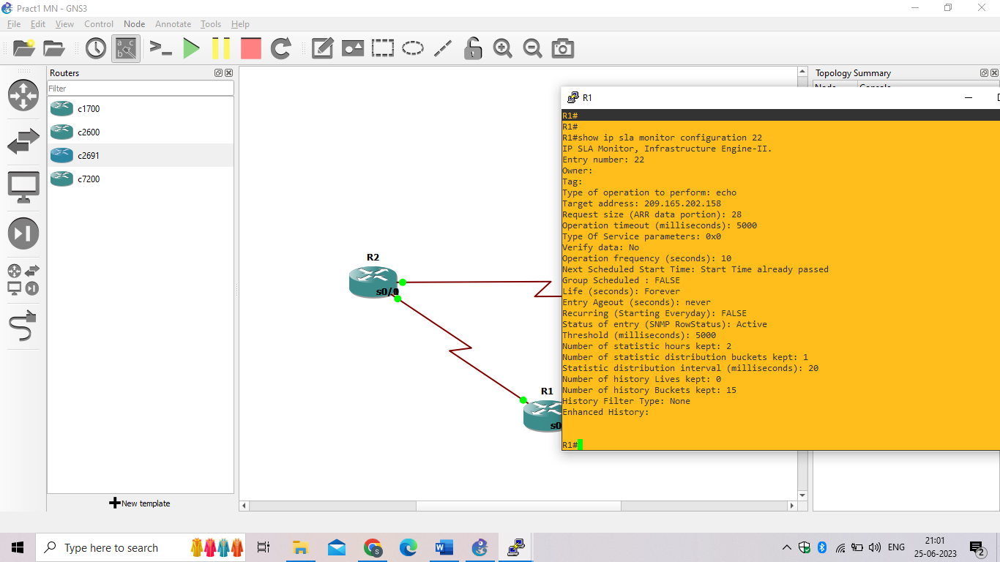 Pract1 MN - GNS3
File Edit View Control Node Annotate Tools Help
Routers
Filter
c1700
c2600
c2691
c7200
New template
R2
s0/
R1
s0
Topology Summary
R1
R1#
R1#
R1#show ip sla monitor configuration 22
IP SLA Monitor, Infrastructure Engine-II.
Entry number: 22
Owner:
Tag:
Type of operation to perform: echo
Target address: 209.165.202.158
Request size (ARR data portion): 28
Operation timeout (milliseconds): 5000
Type Of Service parameters: 0x0
Verify data: No
Operation frequency (seconds): 10
Next Scheduled Start Time: Start Time already passed
Group Scheduled : FALSE
Life (seconds): Forever
Entry Ageout (seconds): never
Recurring (Starting Everyday): FALSE
Status of entry (SNMP RowStatus): Active
Threshold (milliseconds): 5000
Number of statistic hours kept: 2
Number of statistic distribution buckets kept: 1
Statistic distribution interval (milliseconds): 20
Number of history Lives kept: 0
Number of history Buckets kept: 15
History Filter Type: None
Enhanced History:
R1#
Type here to search
ENG
21:01
25-06-2023
2